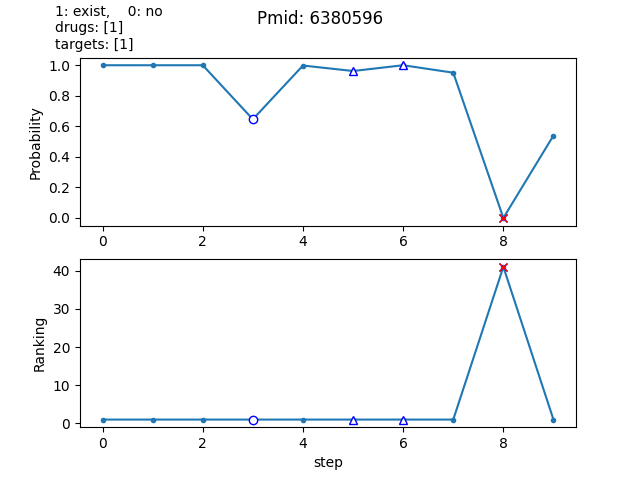 1: exist,    0: no
drugs: [1]
targets: [1]
Pmid: 6380596
Probability
1.0
0.8
0.6
0.4
0.2
0.0
0 2 4 6 8
Ranking
40
30
20
10
0
0 2 4 6 8
step